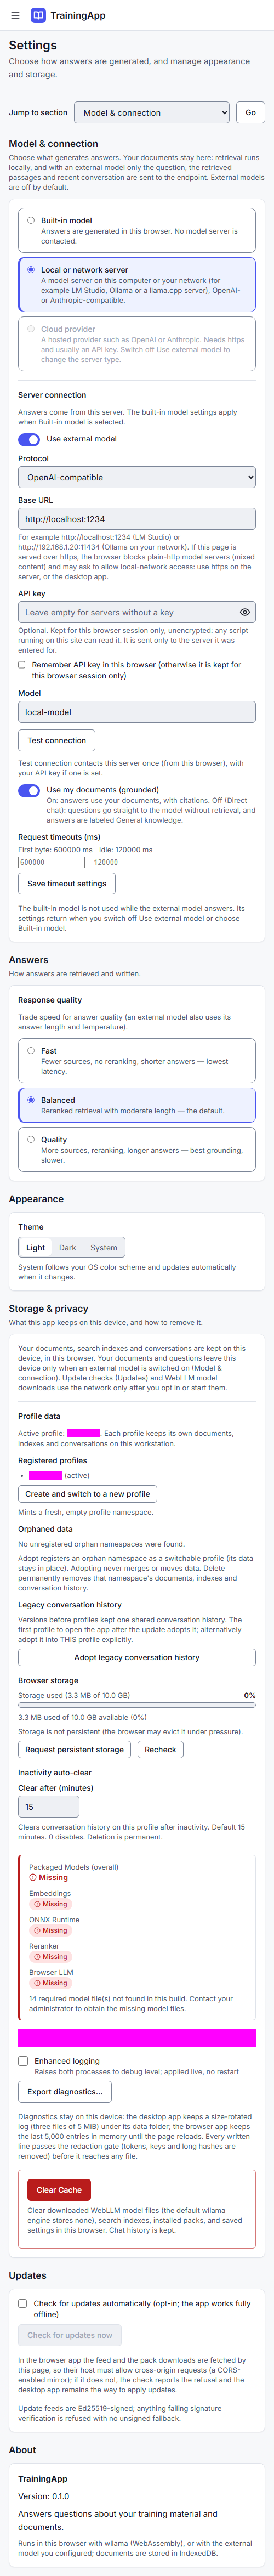 TrainingApp
Settings
Choose how answers are generated, and manage appearance
and storage.
Jump to section
Model & connection
Go
Model & connection
Choose what generates answers. Your documents stay here: retrieval runs
locally, and with an external model only the question, the retrieved
passages and recent conversation are sent to the endpoint. External models
are off by default.
Built-in model
Answers are generated in this browser. No model server is
contacted.
Local or network server
A model server on this computer or your network (for
example LM Studio, Ollama or a llama.cpp server), OpenAI-
or Anthropic-compatible.
Cloud provider
A hosted provider such as OpenAI or Anthropic. Needs https
and usually an API key. Switch off Use external model to
change the server type.
Server connection
Answers come from this server. The built-in model settings apply
when Built-in model is selected.
Use external model
Protocol
OpenAI-compatible
Base URL
http://localhost:1234
For example http://localhost:1234 (LM Studio) or
http://192.168.1.20:11434 (Ollama on your network). If this page is
served over https, the browser blocks plain-http model servers (mixed
content) and may ask to allow local-network access: use https on the
server, or the desktop app.
API key
Leave empty for servers without a key
Optional. Kept for this browser session only, unencrypted: any script
running on this site can read it. It is sent only to the server it was
entered for.
Remember API key in this browser (otherwise it is kept for
this browser session only)
Model
local-model
Test connection
Test connection contacts this server once (from this browser), with
your API key if one is set.
Use my documents (grounded)
On: answers use your documents, with citations. Off (Direct
chat): questions go straight to the model without retrieval, and
answers are labeled General knowledge.
Request timeouts (ms)
First byte: 600000 ms Idle: 120000 ms
600000 120000
Save timeout settings
The built-in model is not used while the external model answers. Its
settings return when you switch off Use external model or choose
Built-in model.
Answers
How answers are retrieved and written.
Response quality
Trade speed for answer quality (an external model also uses its
answer length and temperature).
Fast
Fewer sources, no reranking, shorter answers — lowest
latency.
Balanced
Reranked retrieval with moderate length — the default.
Quality
More sources, reranking, longer answers — best grounding,
slower.
Appearance
Theme
Light Dark System
System follows your OS color scheme and updates automatically
when it changes.
Storage & privacy
What this app keeps on this device, and how to remove it.
Your documents, search indexes and conversations are kept on this
device, in this browser. Your documents and questions leave this
device only when an external model is switched on (Model &
connection). Update checks (Updates) and WebLLM model
downloads use the network only after you opt in or start them.
Profile data
Active profile: . Each profile keeps its own documents,
indexes and conversations on this workstation.
Registered profiles
(active)
Create and switch to a new profile
Mints a fresh, empty profile namespace.
Orphaned data
No unregistered orphan namespaces were found.
Adopt registers an orphan namespace as a switchable profile (its data
stays in place). Adopting never merges or moves data. Delete
permanently removes that namespace's documents, indexes and
conversation history.
Legacy conversation history
Versions before profiles kept one shared conversation history. The
first profile to open the app after the update adopts it; alternatively
adopt it into THIS profile explicitly.
Adopt legacy conversation history
Browser storage
Storage used (3.3 MB of 10.0 GB) 0%
3.3 MB used of 10.0 GB available (0%)
Storage is not persistent (the browser may evict it under pressure).
Request persistent storage
Recheck
Inactivity auto-clear
Clear after (minutes)
15
Clears conversation history on this profile after inactivity. Default 15
minutes. 0 disables. Deletion is permanent.
Packaged Models (overall)
Missing
Embeddings
Missing
ONNX Runtime
Missing
Reranker
Missing
Browser LLM
Missing
14 required model file(s) not found in this build. Contact your
administrator to obtain the missing model files.
Enhanced logging
Raises both processes to debug level; applied live, no restart
Export diagnostics...
Diagnostics stay on this device: the desktop app keeps a size-rotated
log (three files of 5 MiB) under its data folder; the browser app keeps
the last 5,000 entries in memory until the page reloads. Every written
line passes the redaction gate (tokens, keys and long hashes are
removed) before it reaches any file.
Clear Cache
Clear downloaded WebLLM model files (the default wllama
engine stores none), search indexes, installed packs, and saved
settings in this browser. Chat history is kept.
Updates
Check for updates automatically (opt-in; the app works fully
offline)
Check for updates now
In the browser app the feed and the pack downloads are fetched by
this page, so their host must allow cross-origin requests (a CORS-
enabled mirror); if it does not, the check reports the refusal and the
desktop app remains the way to apply updates.
Update feeds are Ed25519-signed; anything failing signature
verification is refused with no unsigned fallback.
About
TrainingApp
Version: 0.1.0
Answers questions about your training material and
documents.
Runs in this browser with wllama (WebAssembly), or with the external
model you configured; documents are stored in IndexedDB.